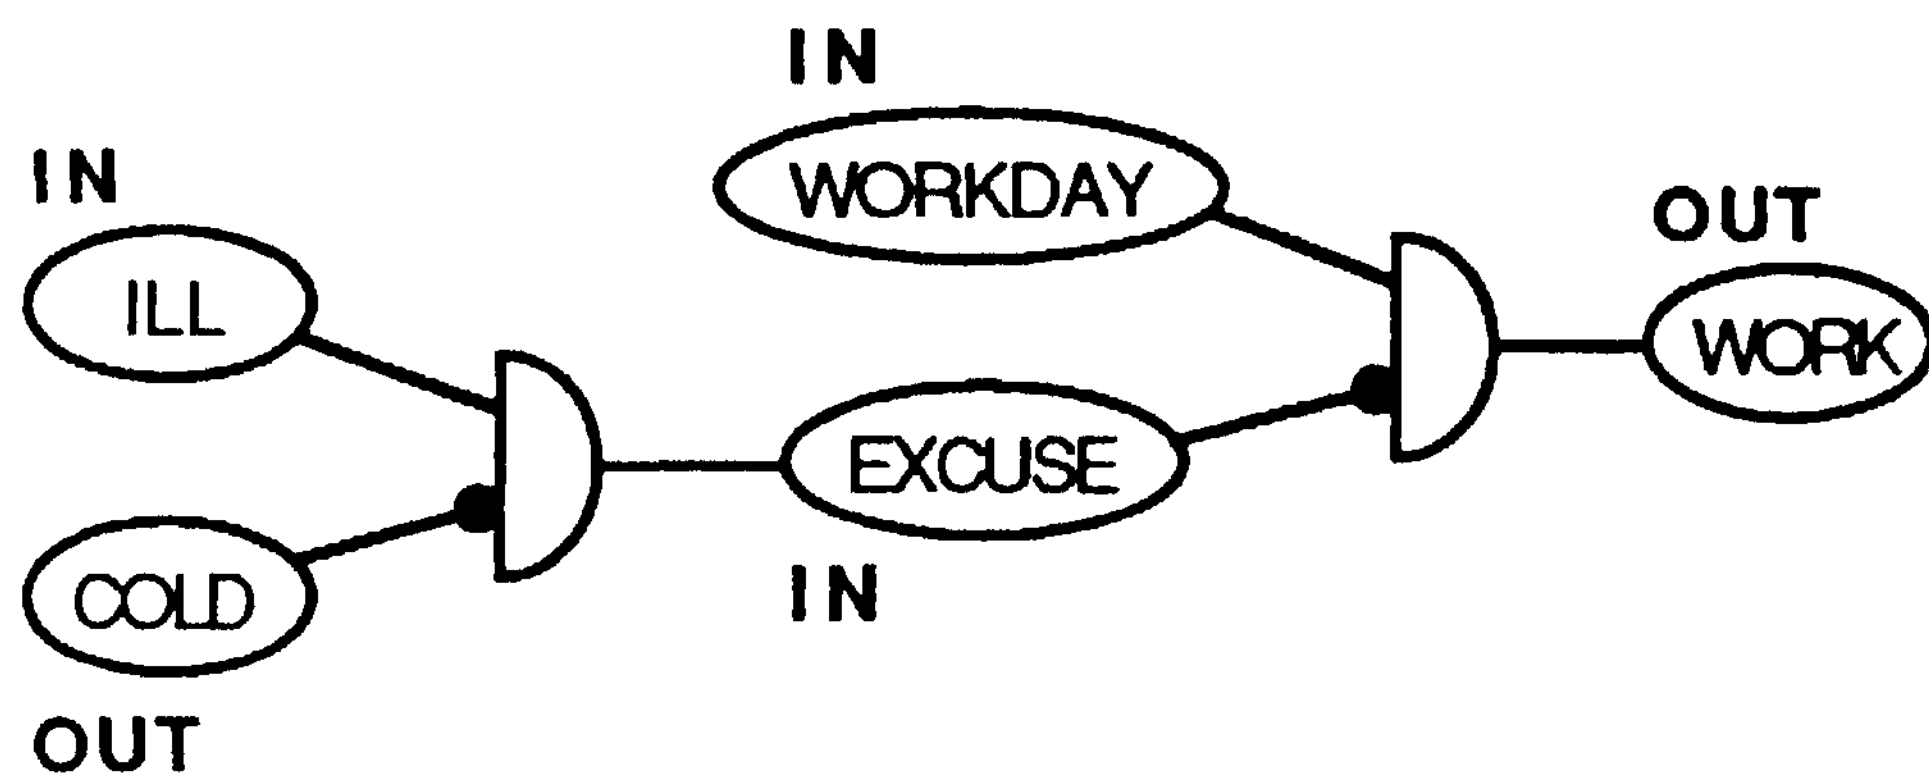 IN
WORKDAY
IN
ILL
OUT
WORK
EXCUSE
IN
COLD
OUT